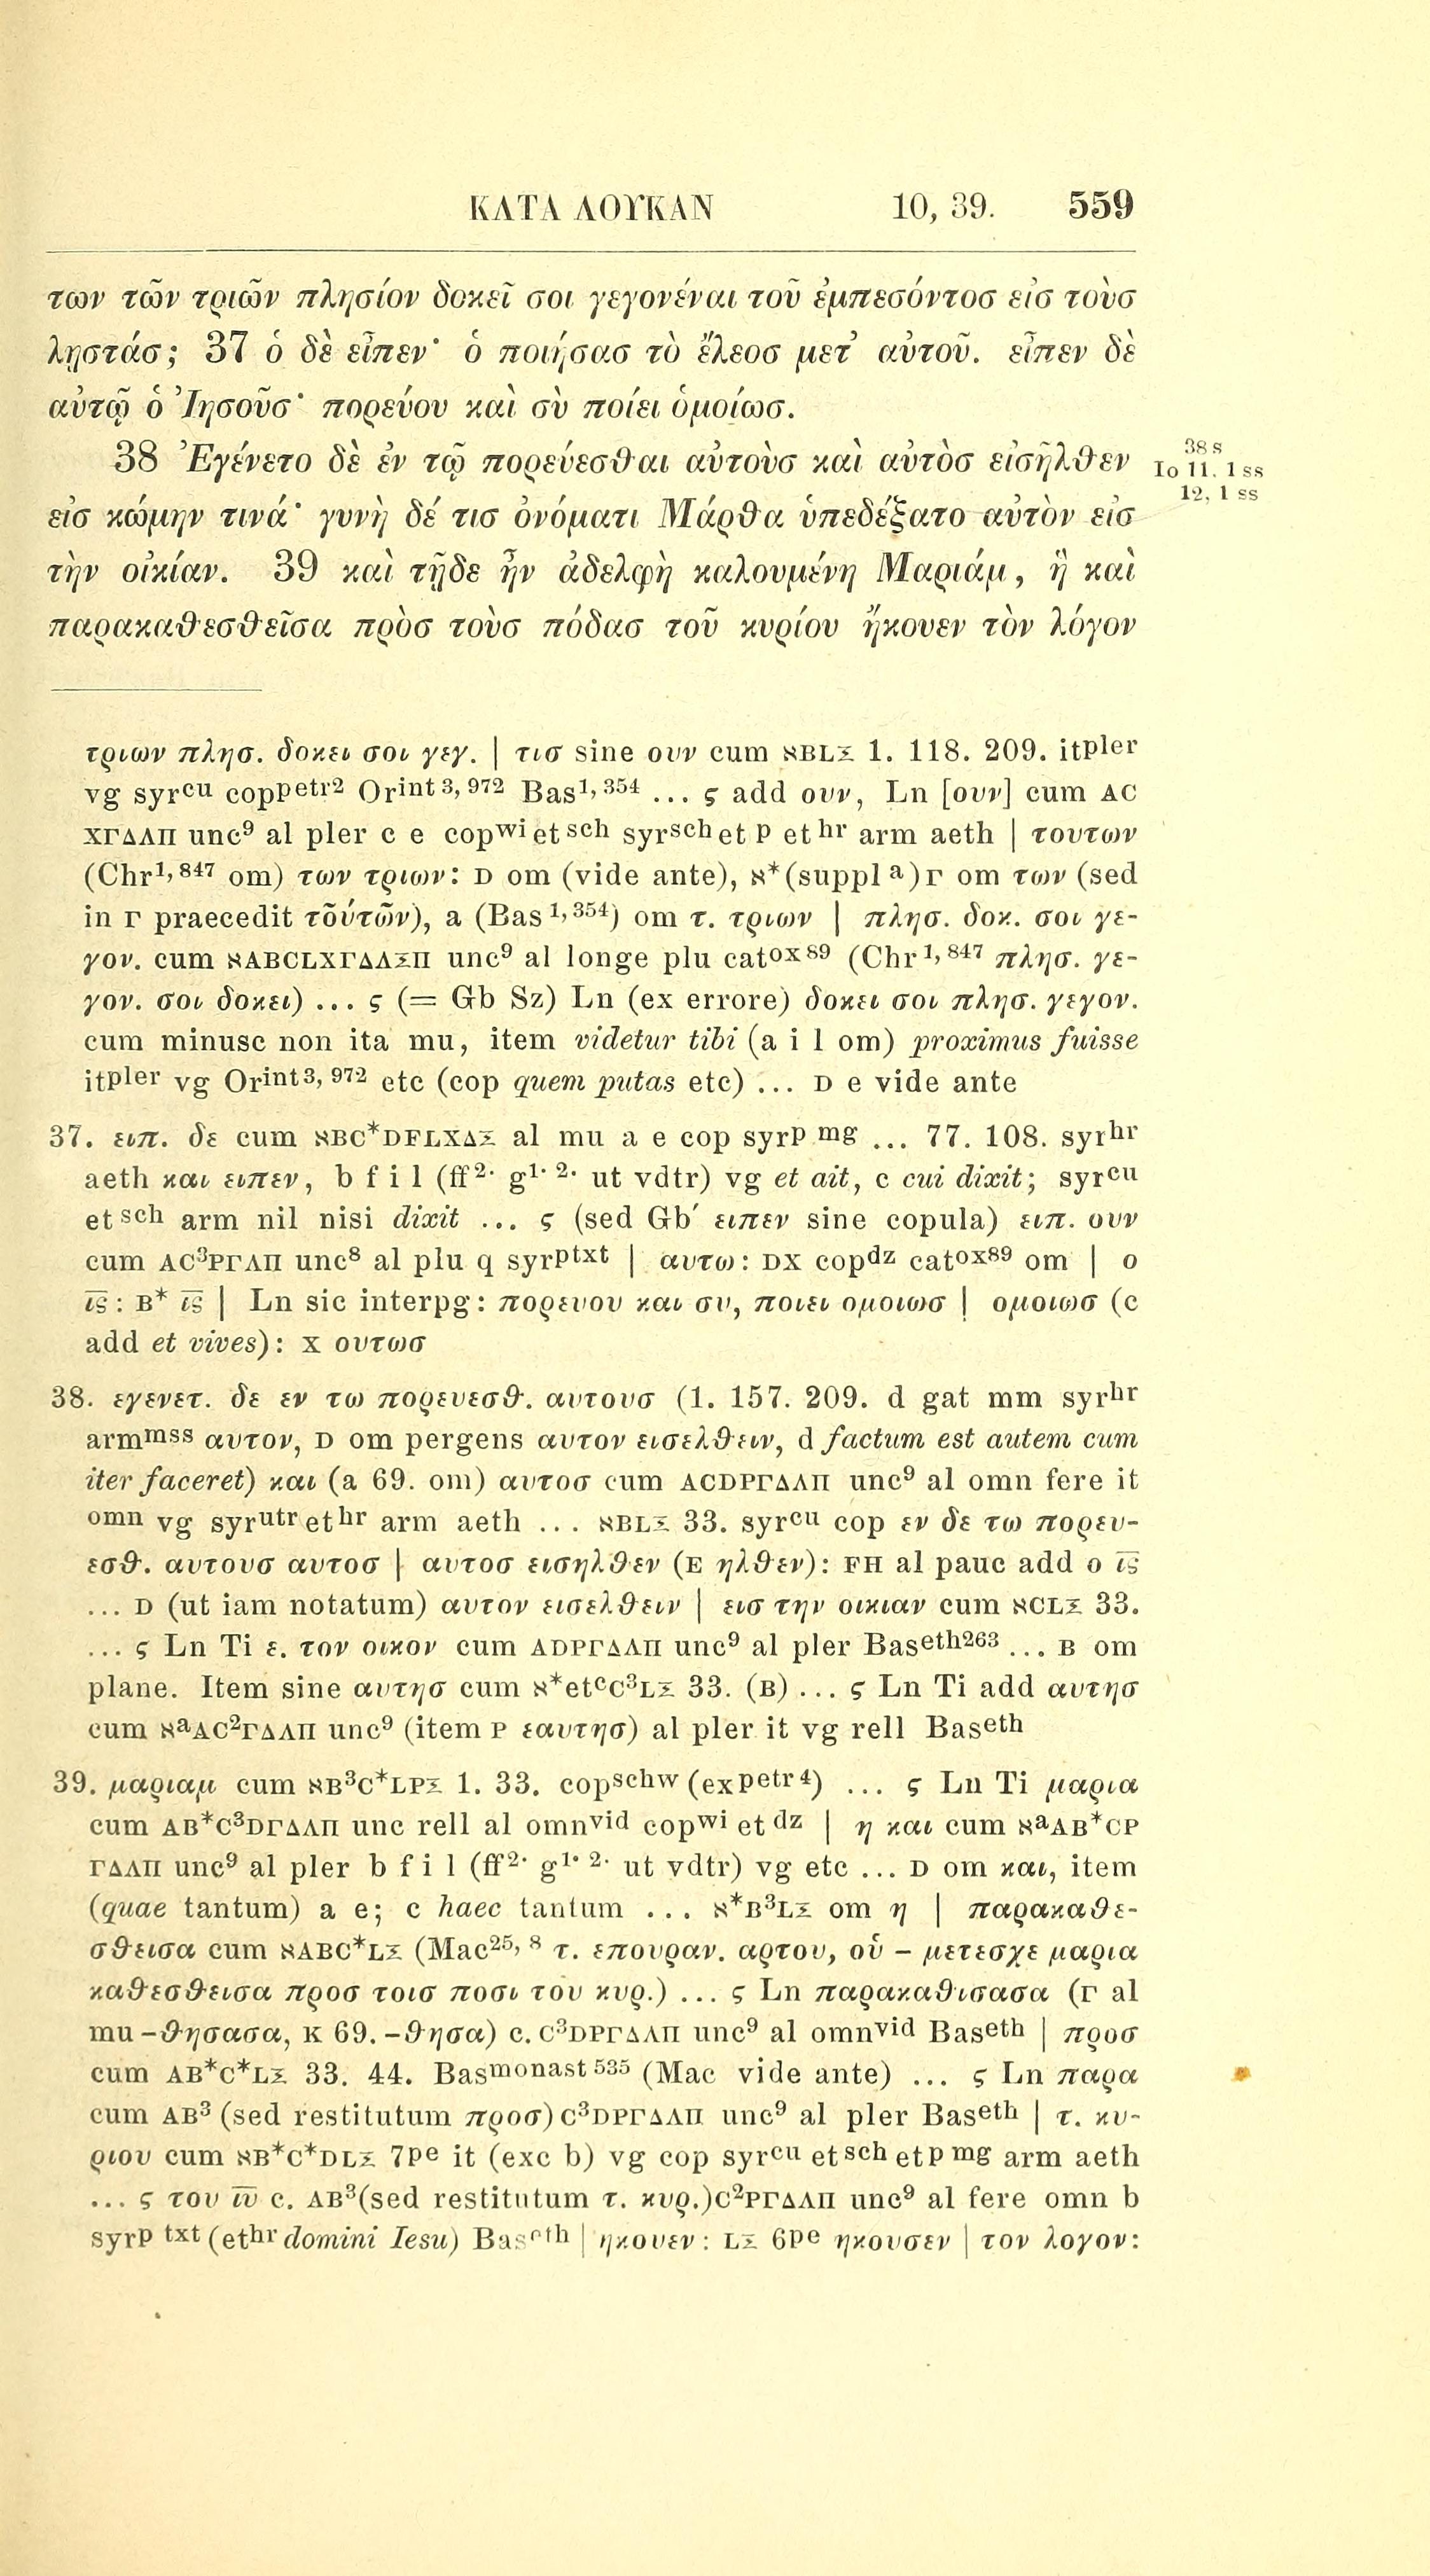 ΚΑΤΑ ΛΟΥΚΑΝ 10, 39. 559
των τῶν τριῶν πλησίον δοκεῖ σοι γεγονέναι τοῦ ἐμπεσόντοσ εἰσ τοὺσ
λῃστάσ; 37 ὁ δὲ εἶπεν· ὁ ποιήσασ τὸ ἔλεοσ μετ᾽ αὐτοῦ. εἶπεν δὲ
αὐτῷ ὁ Ἰησοῦσ· πορεύου καὶ σὺ ποίει ὁμοίωσ.
38 Ἐγένετο δὲ ἐν τῷ πορεύεσθαι αὐτοὺσ καὶ αὐτὸσ εἰσῆλθεν
38 s
Io 11. 1 ss
12, 1 ss
εἰσ κώμην τινά· γυνὴ δέ τισ ὀνόματι Μάρθα ὑπεδέξατο αὐτὸν εἰσ
τὴν οἰκίαν. 39 καὶ τῇδε ἦν ἀδελφὴ καλουμένη Μαριάμ, ἣ καὶ
παρακαθεσθεῖσα πρὸσ τοὺσ πόδασ τοῦ κυρίου ἤκουεν τὸν λόγον
τριων πλησ. δοκει σοι γεγ. | τισ sine ουν cum ℵBLΞ 1. 118. 209. itpler
vg syrcu coppetr2 Orint3,972 Bas1,354 ... ς add ουν, Ln [ουν] cum AC
XΓΔΛΠ unc9 al pler c e copwi et sch syrsch et p et hr arm aeth | τουτων
(Chr1,847 om) των τριων: D om (vide ante), ℵ*(suppl a)Γ om των (sed
in Γ praecedit το̅ύ̅τῶν), a (Bas1,354) om τ. τριων | πλησ. δοκ. σοι γε-
γον. cum ℵABCLXΓΔΛΞΠ unc9 al longe plu catox89 (Chr1,847 πλησ. γε-
γον. σοι δοκει) ... ς (= Gb Sz) Ln (ex errore) δοκει σοι πλησ. γεγον.
cum minusc non ita mu, item videtur tibi (a i l om) proximus fuisse
itpler vg Orint3,972 etc (cop quem putas etc) ... D e vide ante
37. ειπ. δε cum ℵBC*DFLXΔΞ al mu a e cop syrp mg ... 77. 108. syrhr
aeth και ειπεν, b f i l (ff2. g1. 2. ut vdtr) vg et ait, c cui dixit; syrcu
et sch arm nil nisi dixit ... ς (sed Gb′ ειπεν sine copula) ειπ. ουν
cum AC3PΓΛΠ unc8 al plu q syrptxt | αυτω: DX copdz catox89 om | ο
ι̅ς̅: B* ι̅ς̅ | Ln sic interpg: πορευου και συ, ποιει ομοιωσ | ομοιωσ (c
add et vives): X ουτωσ
38. εγενετ. δε εν τω πορευεσθ. αυτουσ (1. 157. 209. d gat mm syrhr
armmss αυτον, D om pergens αυτον εισελθειν, d factum est autem cum
iter faceret) και (a 69. om) αυτοσ cum ACDPΓΔΛΠ unc9 al omn fere it
omn vg syrutr et hr arm aeth ... ℵBLΞ 33. syrcu cop εν δε τω πορευ-
εσθ. αυτουσ αυτοσ | αυτοσ εισηλθεν (E ηλθεν): FH al pauc add ο ι̅ς̅
... D (ut iam notatum) αυτον εισελθειν | εισ την οικιαν cum ℵCLΞ 33.
... ς Ln Ti ε. τον οικον cum ADPΓΔΛΠ unc9 al pler Baseth263 ... B om
plane. Item sine αυτησ cum ℵ*etcC3LΞ 33. (B) ... ς Ln Ti add αυτησ
cum ℵaAC2ΓΔΛΠ unc9 (item P εαυτησ) al pler it vg rell Baseth
39. μαριαμ cum ℵB3C*LPΞ 1. 33. copschw (expetr4) ... ς Ln Ti μαρια
cum AB*C3DΓΔΛΠ unc rell al omnvid copwi et dz | η και cum ℵaAB*CP
ΓΔΛΠ unc9 al pler b f i l (ff2. g1. 2. ut vdtr) vg etc ... D om και, item
(quae tantum) a e; c haec tantum ... ℵ*B3LΞ om η | παρακαθε-
σθεισα cum ℵABC*LΞ (Mac25, 8 τ. επουραν. αρτου, οὑ – μετεσχε μαρια
καθεσθεισα προσ τοισ ποσι του κυρ.) ... ς Ln παρακαθισασα (Γ al
mu -θησασα, K 69. -θησα) c. C3DPΓΔΛΠ unc9 al omnvid Baseth | προσ
cum AB*C*LΞ 33. 44. Basmonast535 (Mac vide ante) ... ς Ln παρα
cum AB3 (sed restitutum προσ) C3DPΓΔΛΠ unc9 al pler Baseth | τ. κυ-
ριου cum ℵB*C*DLΞ 7pe it (exc b) vg cop syrcu et sch et p mg arm aeth
... ς του ι̅υ̅ c. AB3(sed restitutum τ. κυρ.)C2PΓΔΛΠ unc9 al fere omn b
syrp txt (ethr domini Iesu) Baseth | ηκουεν: LΞ 6pe ηκουσεν | τον λογον: